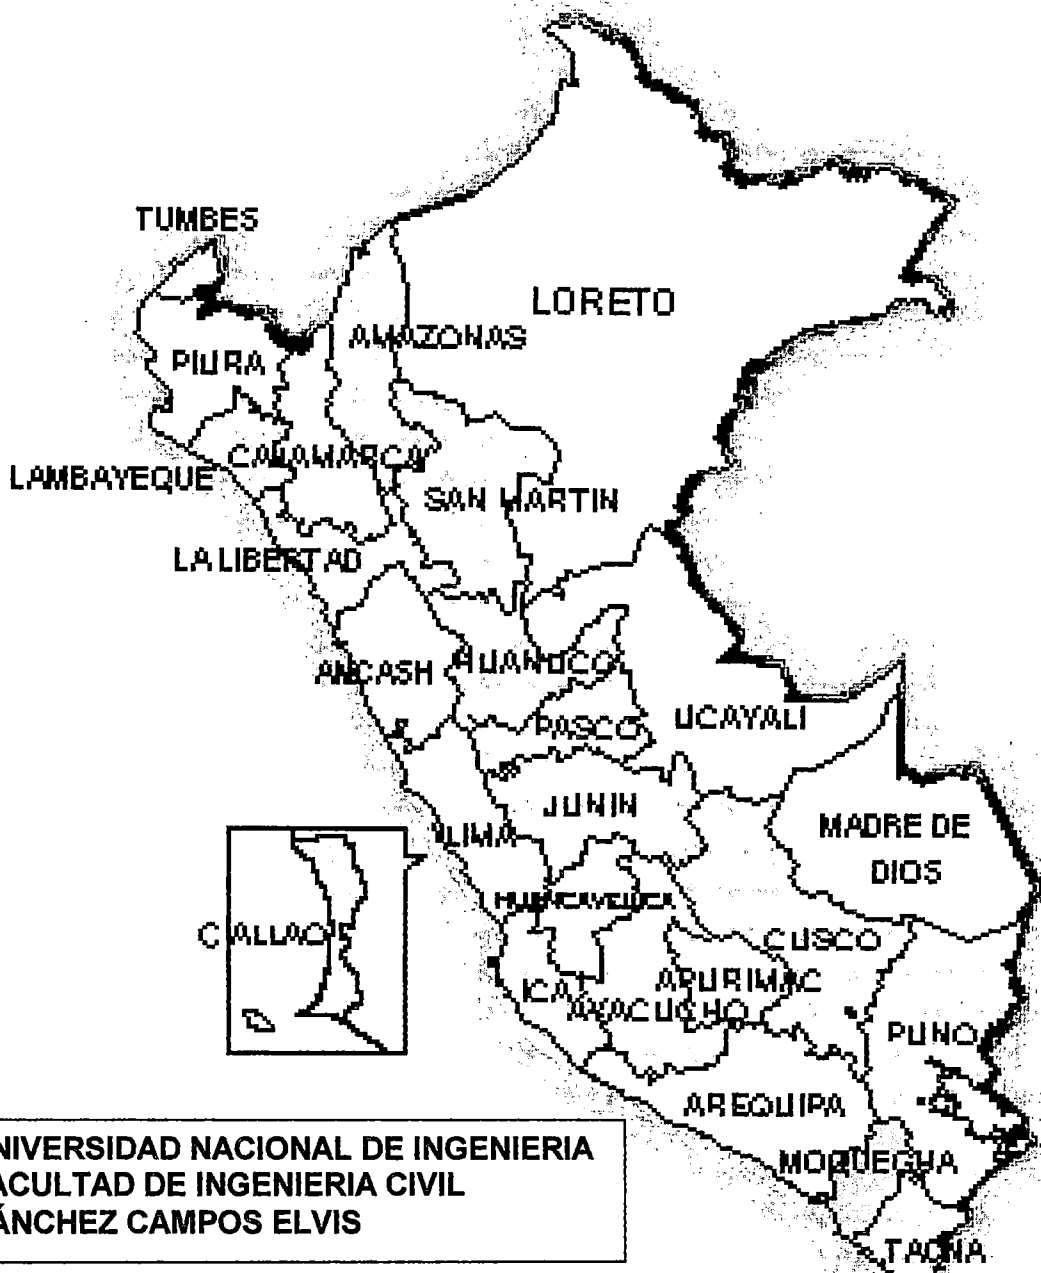 TUMBES
LORETO
AMAZONAS
PIURA
CAJAMARCA
LAMBAYEQUE
SAN MARTIN
LA LIBERTAD
HUANUCO
ANCASH
UCAYALI
PASCO
JUNIN
MADRE DE
DIOS
LIMA
HUANCAVELICA
CALLAO
CUSCO
APURIMAC
ICA
AYACUCHO
PUNO
AREQUIPA
MOQUEGUA
TACNA
NIVERSIDAD NACIONAL DE INGENIERIA
ACULTAD DE INGENIERIA CIVIL
ÁNCHEZ CAMPOS ELVIS